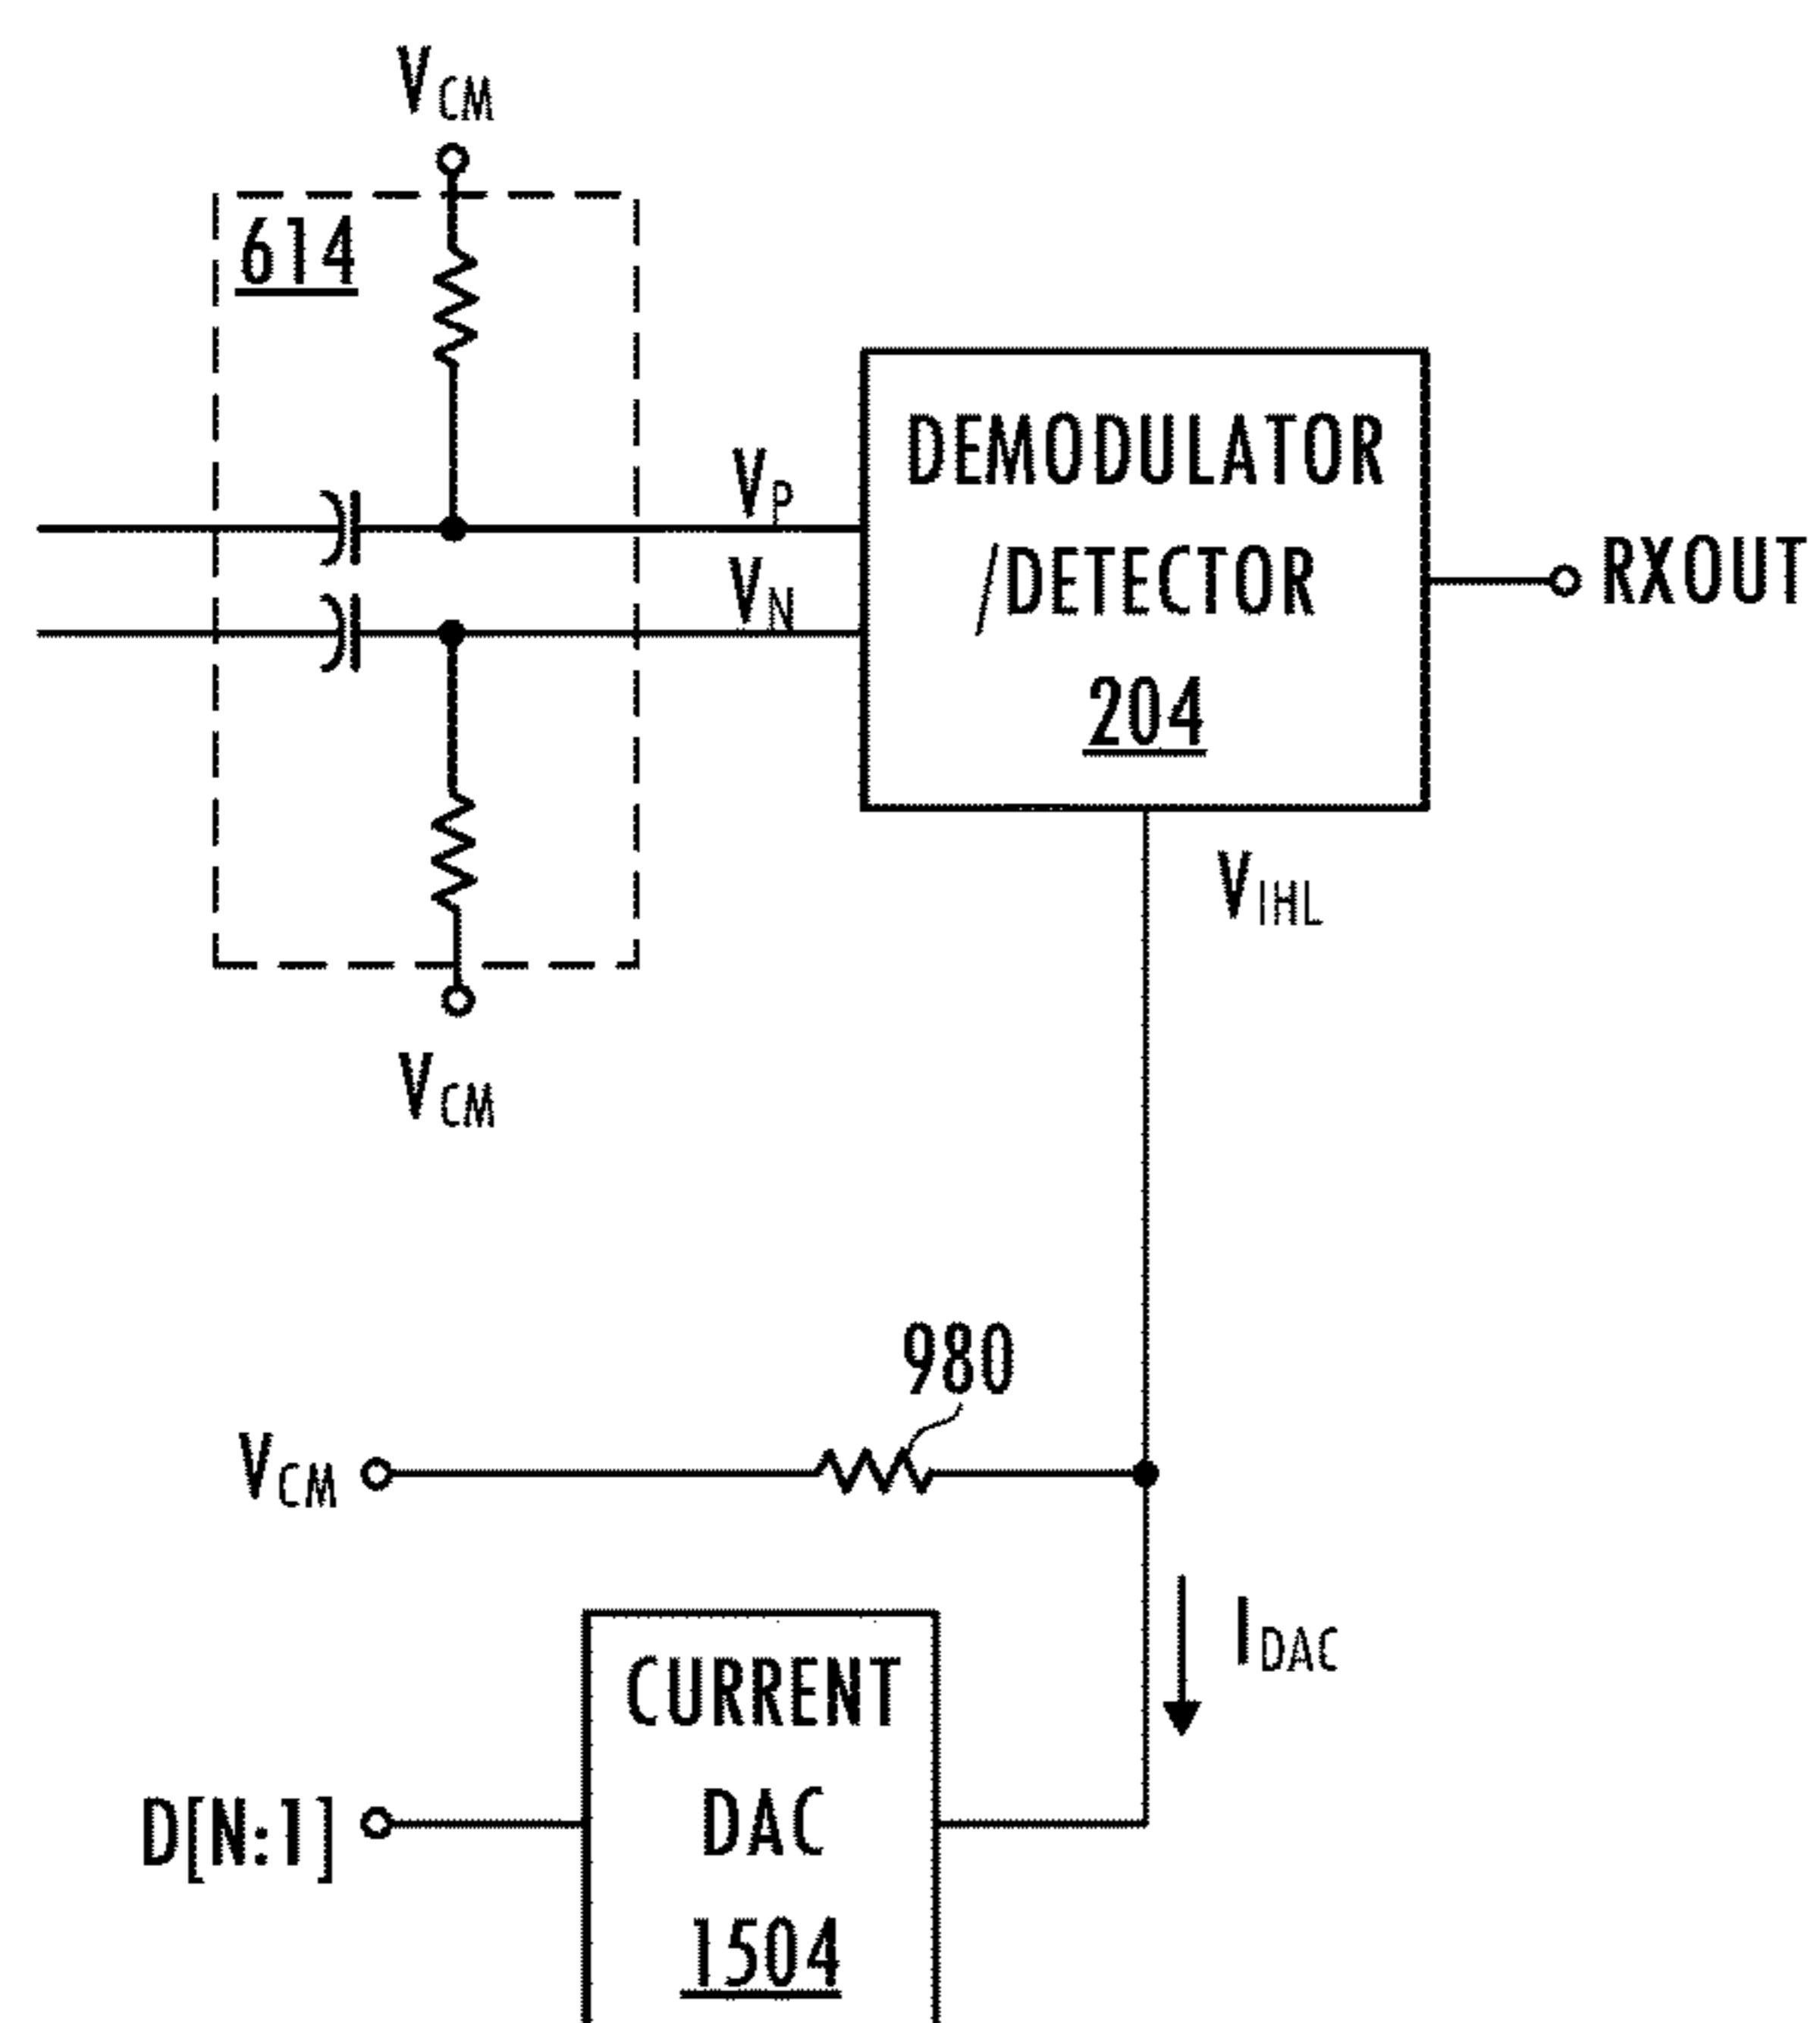 VCM
614
VP
VN
DEMODULATOR
/DETECTOR
204
RXOUT
VIHL
VCM
980
VCM
IDAC
CURRENT
DAC
1504
D[N:1]